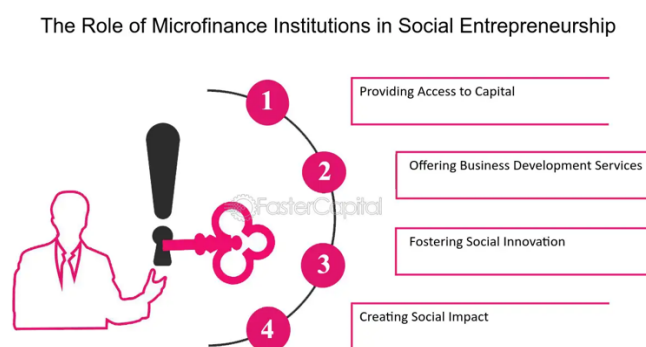 The Role of Microfinance Institutions in Social Entrepreneurship
1
Providing Access to Capital
2
Offering Business Development Services
FasterCapital
3
Fostering Social Innovation
4
Creating Social Impact